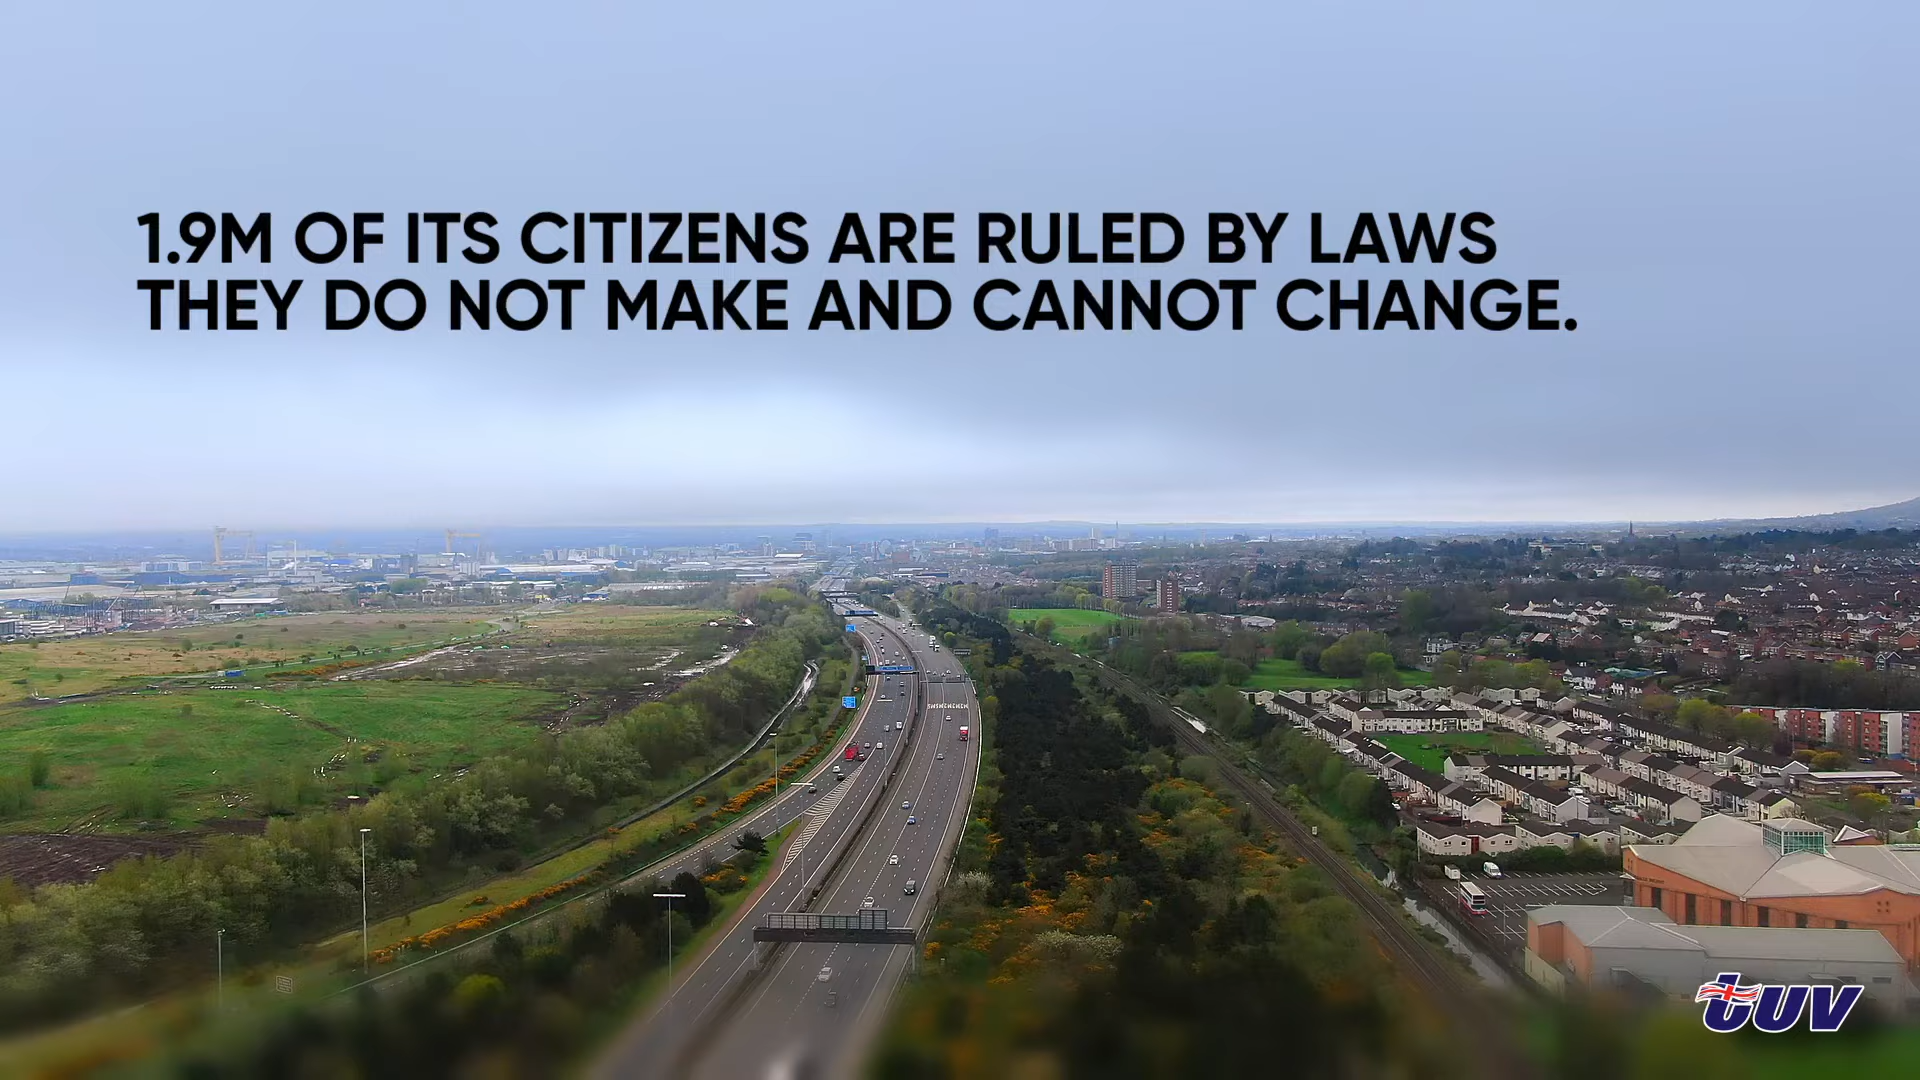 1.9M OF ITS CITIZENS ARE RULED BY LAWS
THEY DO NOT MAKE AND CANNOT CHANGE.
tuv